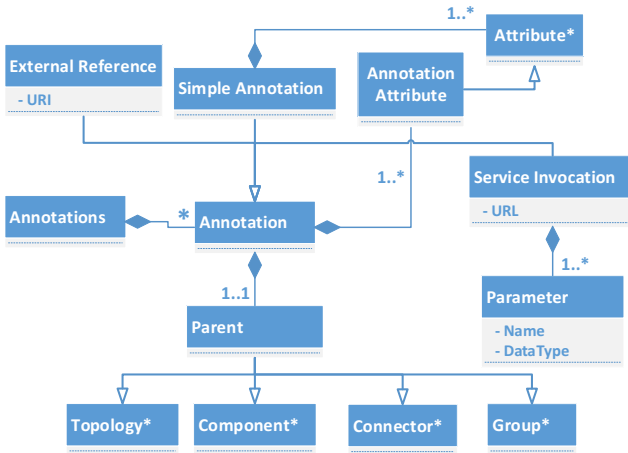 1..*
Attribute*
External Reference
- URI
Simple Annotation
Annotation
Attribute
1..*
Service Invocation
- URL
Annotations
*
Annotation
1..1
1..*
Parent
Parameter
- Name
- DataType
Topology*
Component*
Connector*
Group*